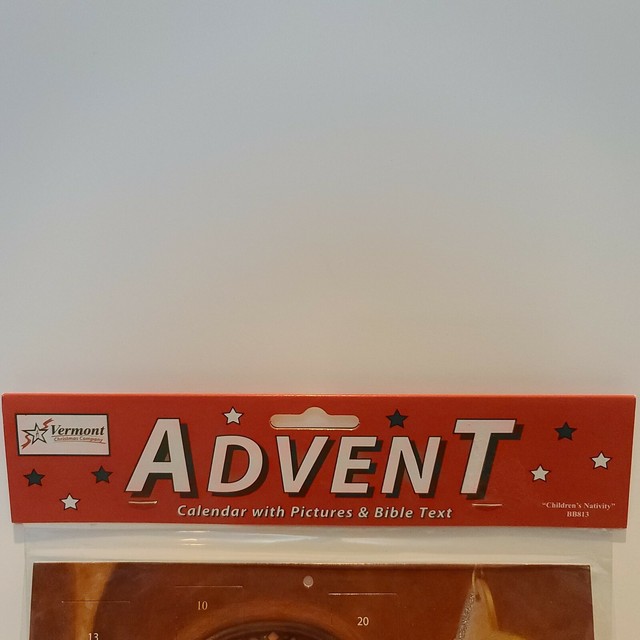 Vermont
Christmas Company
ADVENT
Calendar with Pictures & Bible Text
"Children's Nativity"
BB813
10
20
13